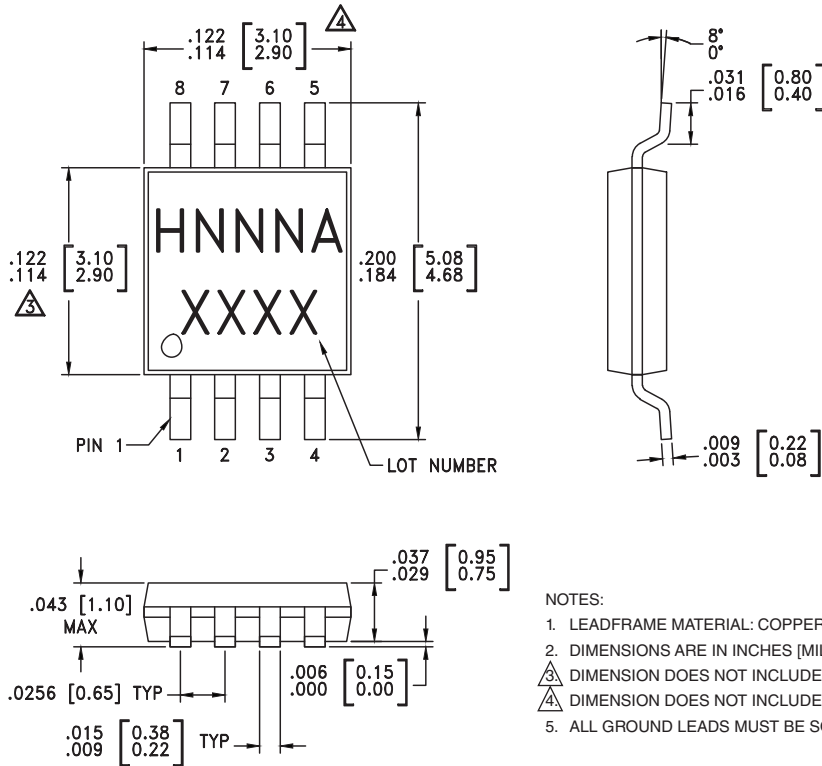 .122 [3.10]
.114 [2.90]
4
8 7 6 5
.122 [3.10]
.114 [2.90]
3
HNNNA
XXXX
.200 [5.08]
.184 [4.68]
PIN 1
1 2 3 4
LOT NUMBER
8°
0°
.031 [0.80]
.016 [0.40]
.009 [0.22]
.003 [0.08]
.043 [1.10]
MAX
.037 [0.95]
.029 [0.75]
.0256 [0.65] TYP
.006 [0.15]
.000 [0.00]
.015 [0.38]
.009 [0.22]
TYP
NOTES:
1. LEADFRAME MATERIAL: COPPER
2. DIMENSIONS ARE IN INCHES
3. DIMENSION DOES NOT INCLUDE
4. DIMENSION DOES NOT INCLUDE
5. ALL GROUND LEADS MUST BE